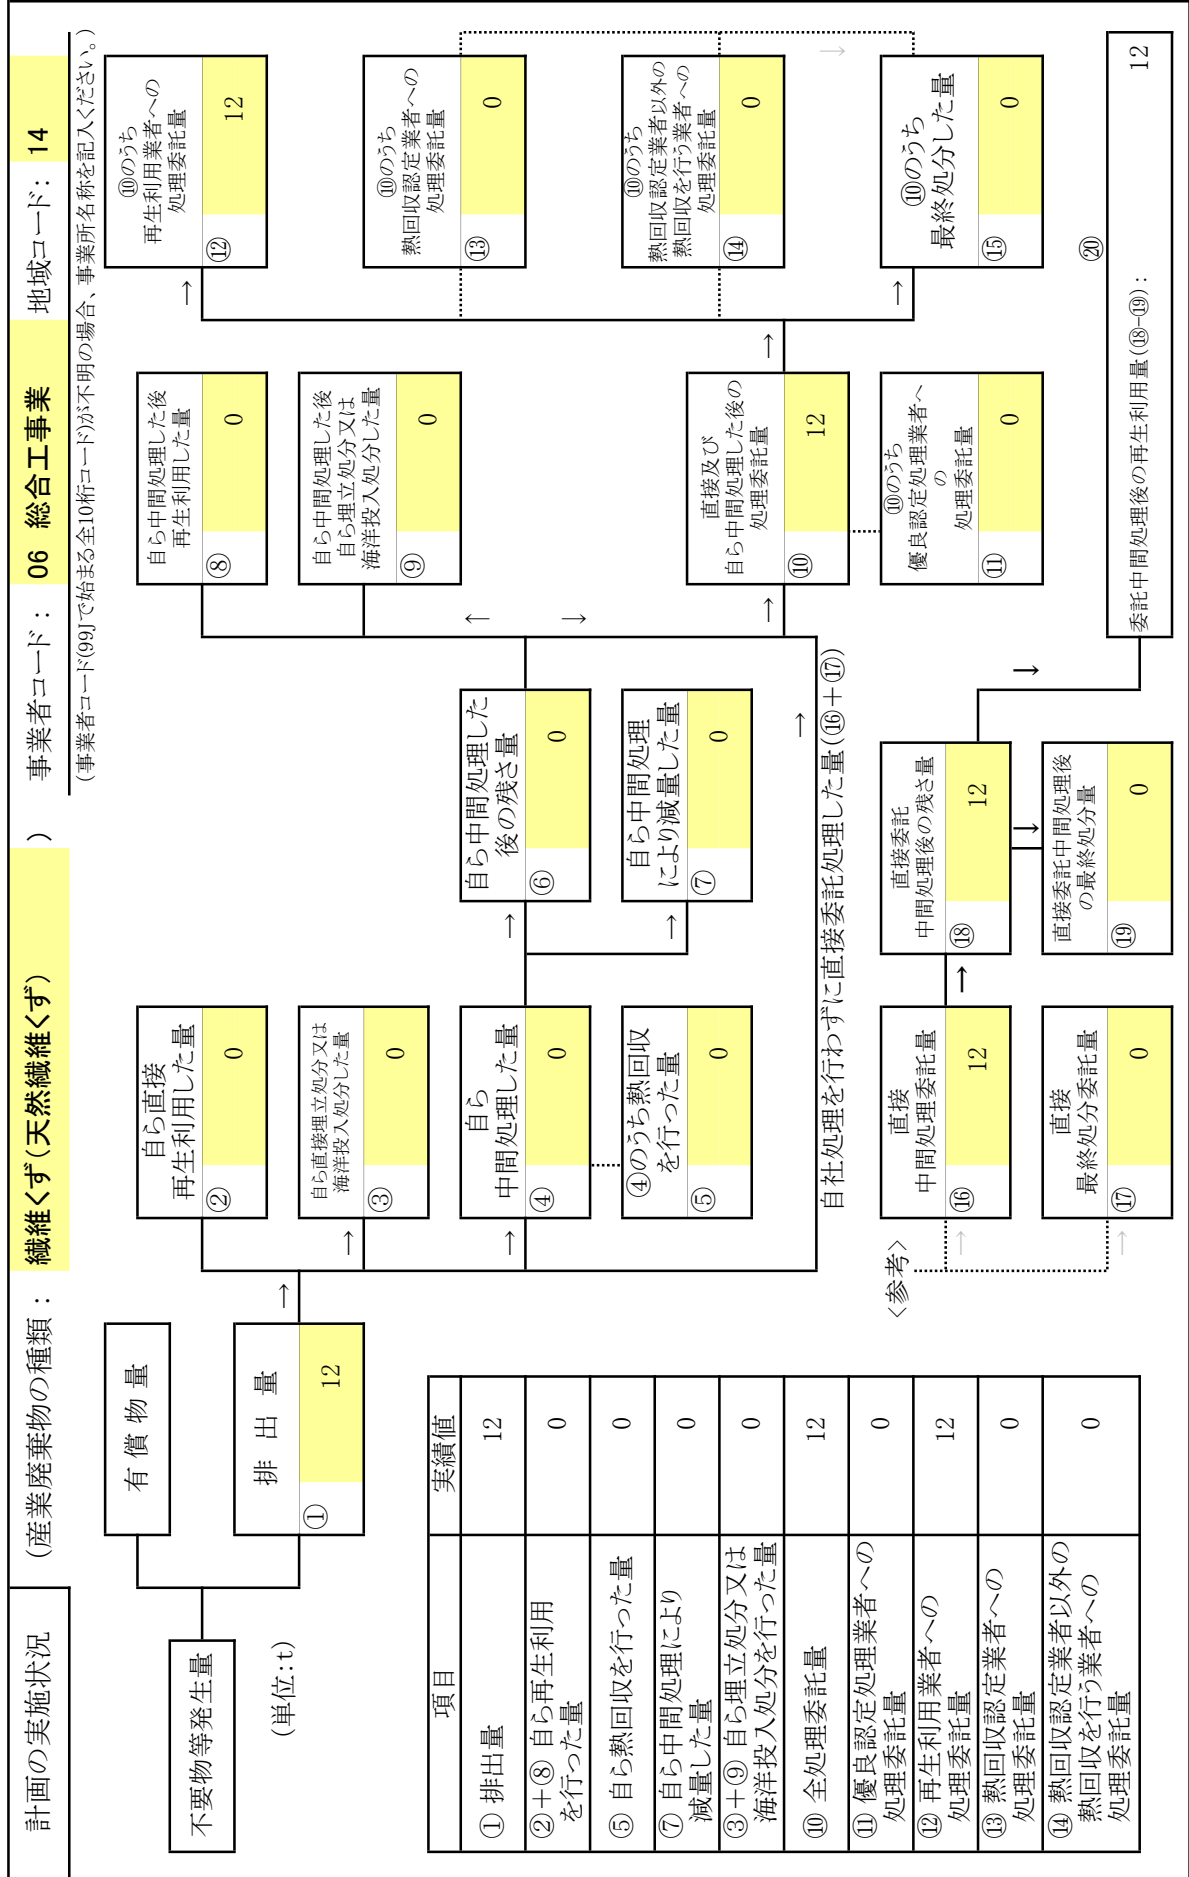 計画の実施状況
(産業廃棄物の種類： 繊維くず(天然繊維くず) )
事業者コード： 06 総合工事業 地域コード： 14
(事業者コード(99Jで始まる全10桁コード)が不明の場合、事業所名称を記入ください。)
不要物等発生量
(単位:t)
有 償 物 量
排 出 量
① 12
→
自ら直接
再生利用した量
② 0
→
自ら直接埋立処分又は
海洋投入処分した量
③ 0
→
自ら
中間処理した量
④ 0
④のうち熱回収
を行った量
⑤ 0
→
自ら中間処理した
後の残さ量
⑥ 0
→
自ら中間処理
により減量した量
⑦ 0
←
→
自ら中間処理した後
再生利用した量
⑧ 0
自ら中間処理した後
自ら埋立処分又は
海洋投入処分した量
⑨ 0
→
自社処理を行わずに直接委託処理した量(⑯＋⑰)
→
直接及び
自ら中間処理した後の
処理委託量
⑩ 12
⑩のうち
優良認定処理業者へ
の
処理委託量
⑪ 0
→
→
⑩のうち
再生利用業者への
処理委託量
⑫ 12
⑩のうち
熱回収認定業者への
処理委託量
⑬ 0
⑩のうち
熱回収認定業者以外の
熱回収を行う業者への
処理委託量
⑭ 0
→
→
⑩のうち
最終処分した量
⑮ 0
<参考>
→
直接
中間処理委託量
⑯ 12
→
直接
最終処分委託量
⑰ 0
→
直接委託
中間処理後の残さ量
⑱ 12
→
直接委託中間処理後
の最終処分量
⑲ 0
→
⑳
委託中間処理後の再生利用量(⑱-⑲)： 12
項目 実績値
① 排出量 12
②＋⑧ 自ら再生利用
を行った量 0
⑤ 自ら熱回収を行った量 0
⑦ 自ら中間処理により
減量した量 0
③＋⑨ 自ら埋立処分又は
海洋投入処分を行った量 0
⑩ 全処理委託量 12
⑪ 優良認定処理業者への
処理委託量 0
⑫ 再生利用業者への
処理委託量 12
⑬ 熱回収認定業者への
処理委託量 0
⑭ 熱回収認定業者以外の
熱回収を行う業者への
処理委託量 0